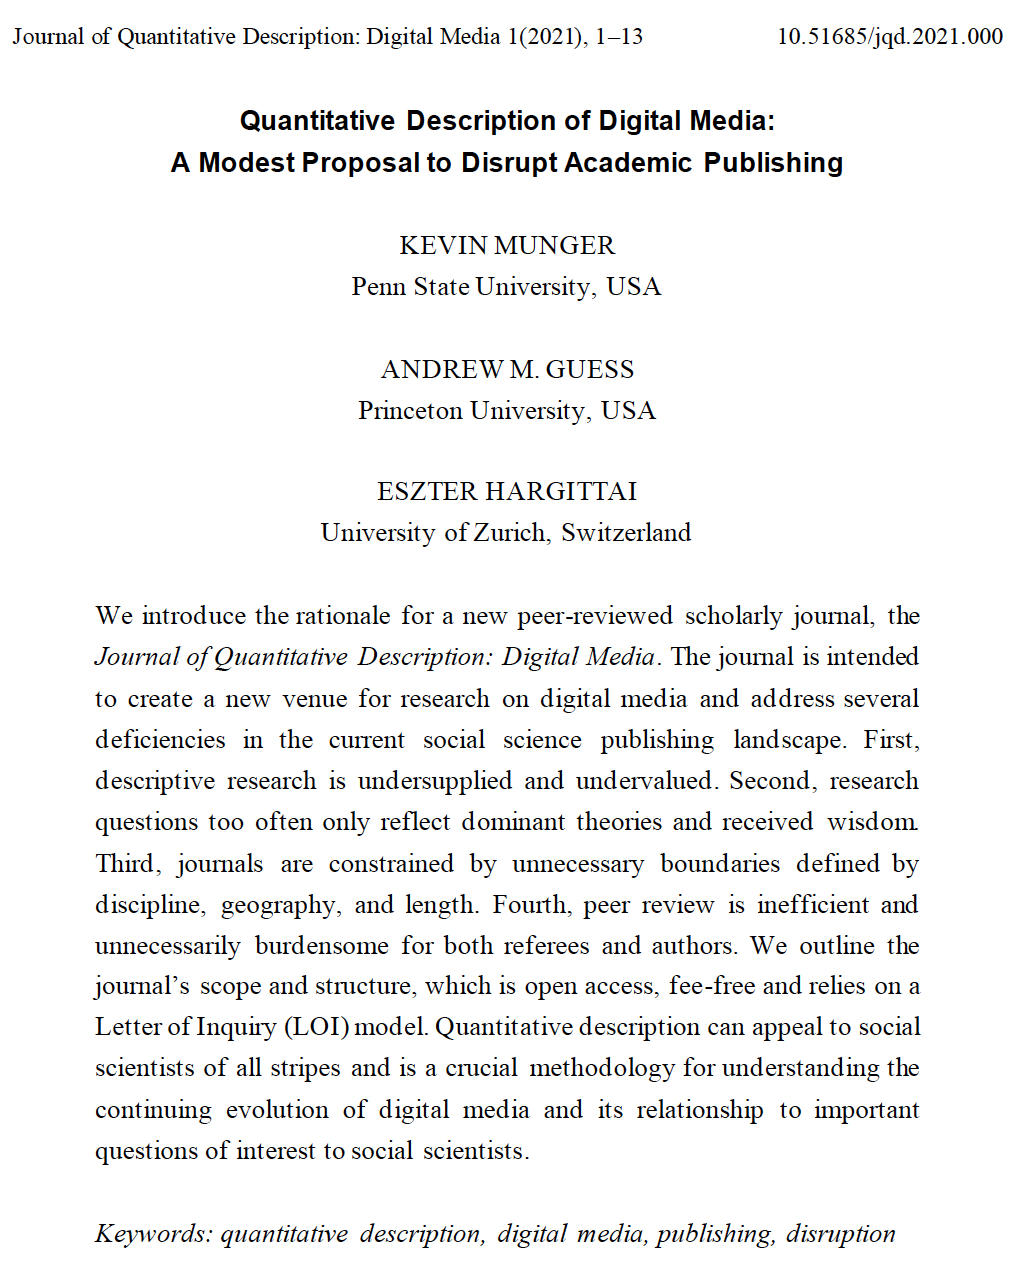 Journal of Quantitative Description: Digital Media 1(2021), 1–13 10.51685/jqd.2021.000
Quantitative Description of Digital Media:
A Modest Proposal to Disrupt Academic Publishing
KEVIN MUNGER
Penn State University, USA
ANDREW M. GUESS
Princeton University, USA
ESZTER HARGITTAI
University of Zurich, Switzerland
We introduce the rationale for a new peer-reviewed scholarly journal, the
Journal of Quantitative Description: Digital Media. The journal is intended
to create a new venue for research on digital media and address several
deficiencies in the current social science publishing landscape. First,
descriptive research is undersupplied and undervalued. Second, research
questions too often only reflect dominant theories and received wisdom.
Third, journals are constrained by unnecessary boundaries defined by
discipline, geography, and length. Fourth, peer review is inefficient and
unnecessarily burdensome for both referees and authors. We outline the
journal’s scope and structure, which is open access, fee-free and relies on a
Letter of Inquiry (LOI) model. Quantitative description can appeal to social
scientists of all stripes and is a crucial methodology for understanding the
continuing evolution of digital media and its relationship to important
questions of interest to social scientists.
Keywords: quantitative description, digital media, publishing, disruption